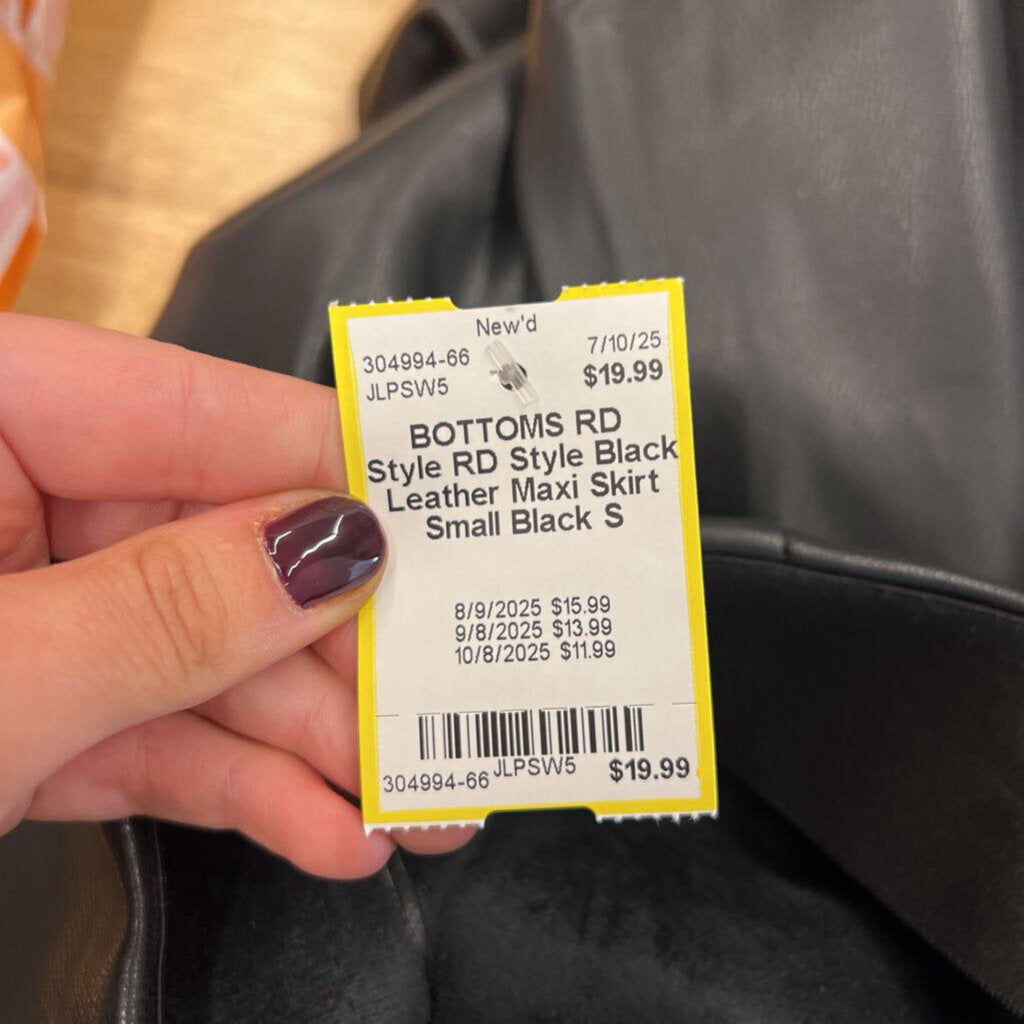 New'd
304994-66 7/10/25
JLPSW5 $19.99
BOTTOMS RD
Style RD Style Black
Leather Maxi Skirt
Small Black S
8/9/2025 $15.99
9/8/2025 $13.99
10/8/2025 $11.99
304994-66 JLPSW5 $19.99